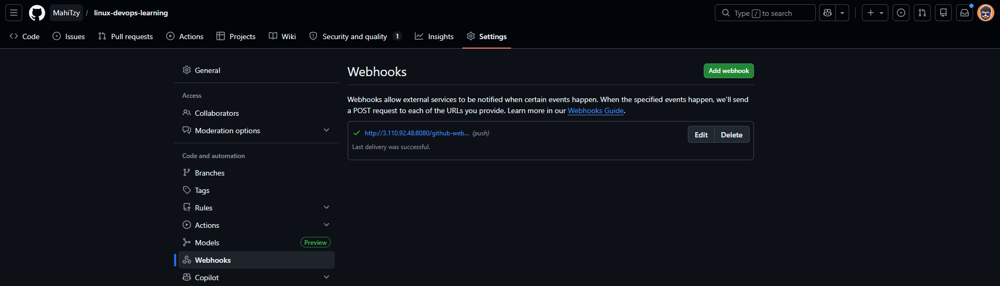 MahiTzy / linux-devops-learning
Type / to search
Code Issues Pull requests Actions Projects Wiki Security and quality 1 Insights Settings
General
Access
Collaborators
Moderation options
Code and automation
Branches
Tags
Rules
Actions
Models Preview
Webhooks
Copilot
Webhooks
Add webhook
Webhooks allow external services to be notified when certain events happen. When the specified events happen, we'll send
a POST request to each of the URLs you provide. Learn more in our Webhooks Guide.
http://3.110.92.48:8080/github-web... (push)
Edit Delete
Last delivery was successful.